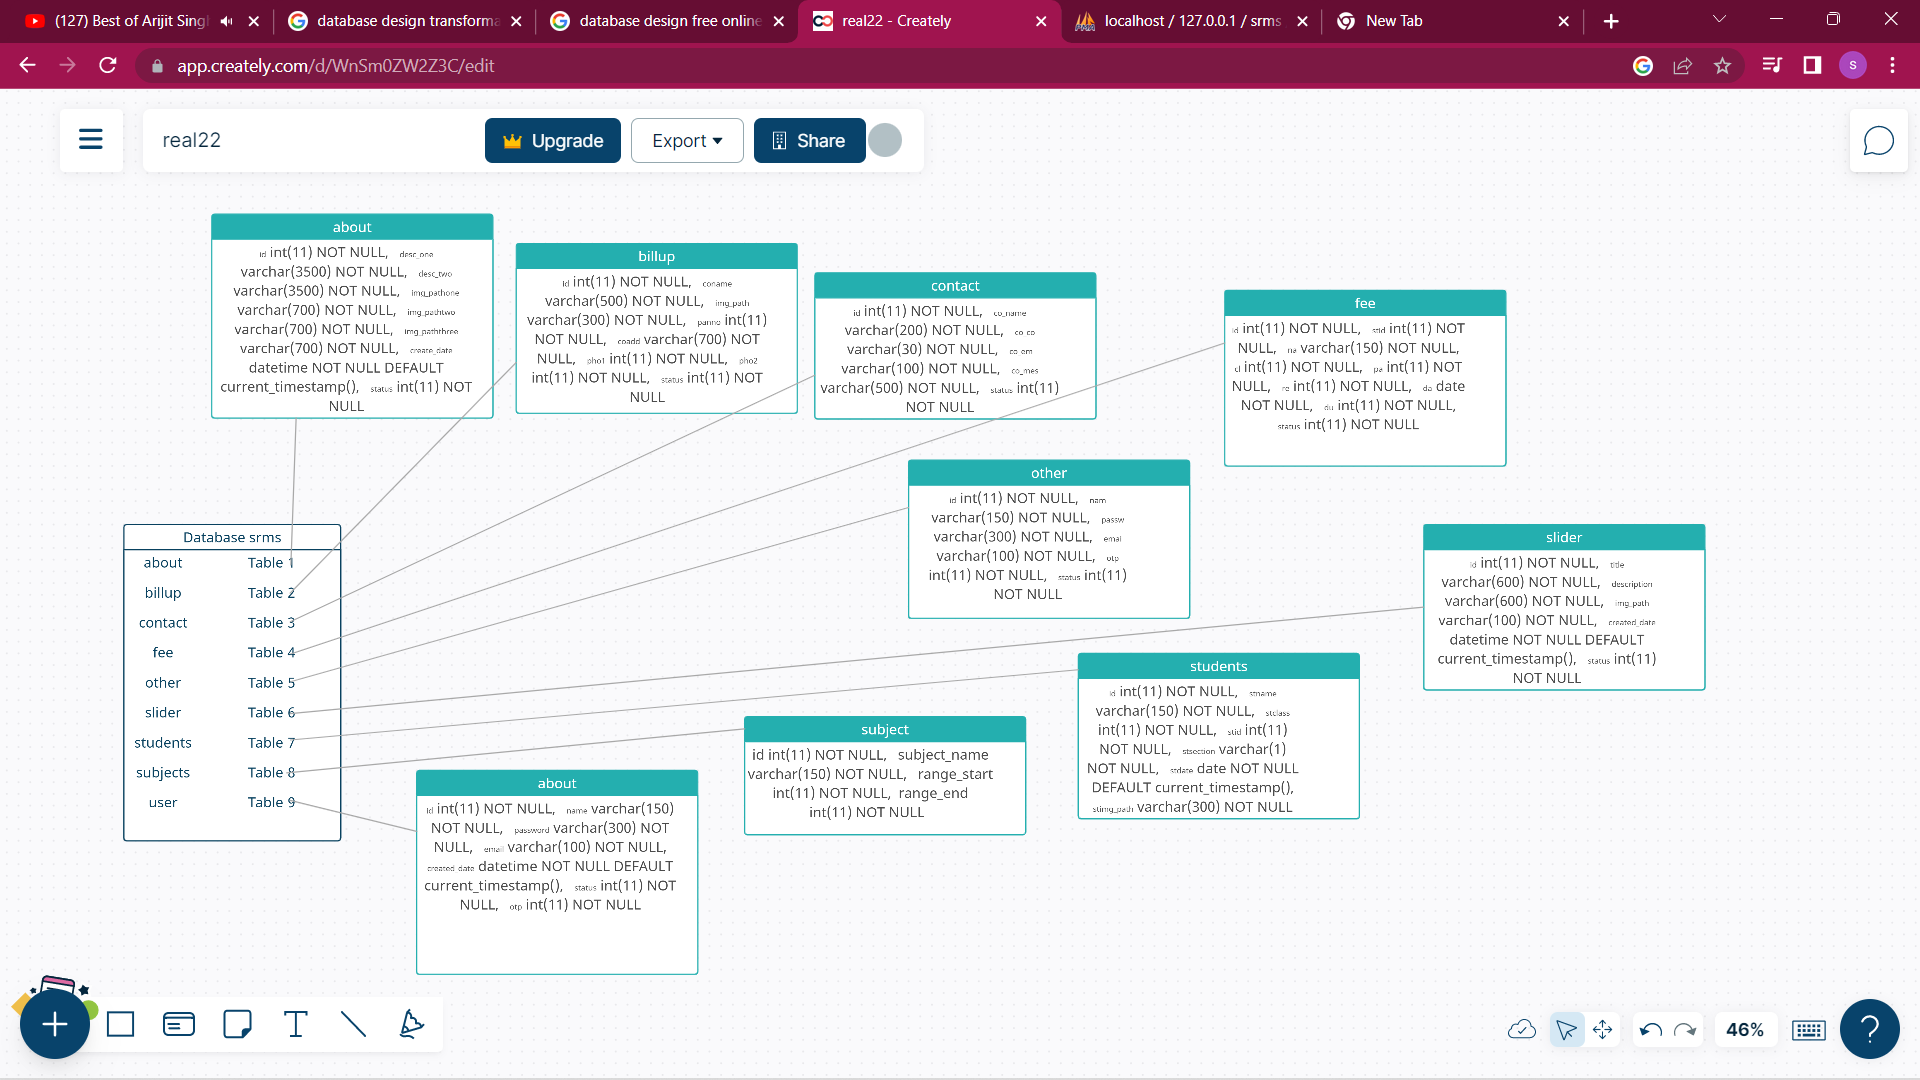 (127) Best of Arijit Singl
database design transforma
database design free online
real22 - Creately
localhost / 127.0.0.1 / srms
New Tab
app.creately.com/d/WnSm0ZW2Z3C/edit
S
real22
Upgrade
Export
Share
about
id int(11) NOT NULL, desc_one
varchar(3500) NOT NULL, desc_two
varchar(3500) NOT NULL, img_pathone
varchar(700) NOT NULL, img_pathtwo
varchar(700) NOT NULL, img_paththree
varchar(700) NOT NULL, create_date
datetime NOT NULL DEFAULT
current_timestamp(), status int(11) NOT
NULL
billup
id int(11) NOT NULL, coname
varchar(500) NOT NULL, img_path
varchar(300) NOT NULL, panno int(11)
NOT NULL, coadd varchar(700) NOT
NULL, pho1 int(11) NOT NULL, pho2
int(11) NOT NULL, status int(11) NOT
NULL
contact
id int(11) NOT NULL, co_name
varchar(200) NOT NULL, co_co
varchar(30) NOT NULL, co_em
varchar(100) NOT NULL, co_mes
varchar(500) NOT NULL, status int(11)
NOT NULL
fee
id int(11) NOT NULL, stid int(11) NOT
NULL, na varchar(150) NOT NULL,
cl int(11) NOT NULL, pa int(11) NOT
NULL, re int(11) NOT NULL, da date
NOT NULL, du int(11) NOT NULL,
status int(11) NOT NULL
other
id int(11) NOT NULL, nam
varchar(150) NOT NULL, passw
varchar(300) NOT NULL, emai
varchar(100) NOT NULL, otp
int(11) NOT NULL, status int(11)
NOT NULL
slider
id int(11) NOT NULL, title
varchar(600) NOT NULL, description
varchar(600) NOT NULL, img_path
varchar(100) NOT NULL, created_date
datetime NOT NULL DEFAULT
current_timestamp(), status int(11)
NOT NULL
Database srms
about Table 1
billup Table 2
contact Table 3
fee Table 4
other Table 5
slider Table 6
students Table 7
subjects Table 8
user Table 9
students
id int(11) NOT NULL, stname
varchar(150) NOT NULL, stclass
int(11) NOT NULL, stid int(11)
NOT NULL, stsection varchar(1)
NOT NULL, stdate date NOT NULL
DEFAULT current_timestamp(),
stimg_path varchar(300) NOT NULL
subject
id int(11) NOT NULL, subject_name
varchar(150) NOT NULL, range_start
int(11) NOT NULL, range_end
int(11) NOT NULL
about
id int(11) NOT NULL, name varchar(150)
NOT NULL, password varchar(300) NOT
NULL, email varchar(100) NOT NULL,
created_date datetime NOT NULL DEFAULT
current_timestamp(), status int(11) NOT
NULL, otp int(11) NOT NULL
46%